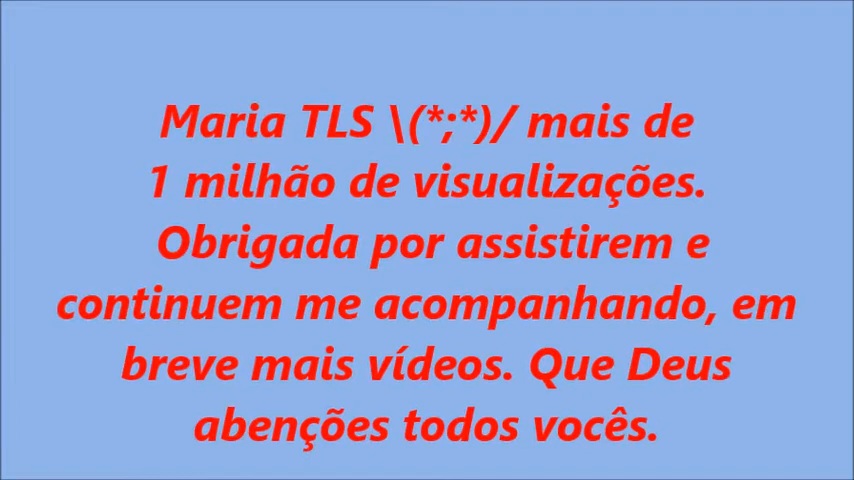 Maria TLS \(*;*)/ mais de
1 milhão de visualizações.
Obrigada por assistirem e
continuem me acompanhando, em
breve mais vídeos. Que Deus
abenções todos vocês.